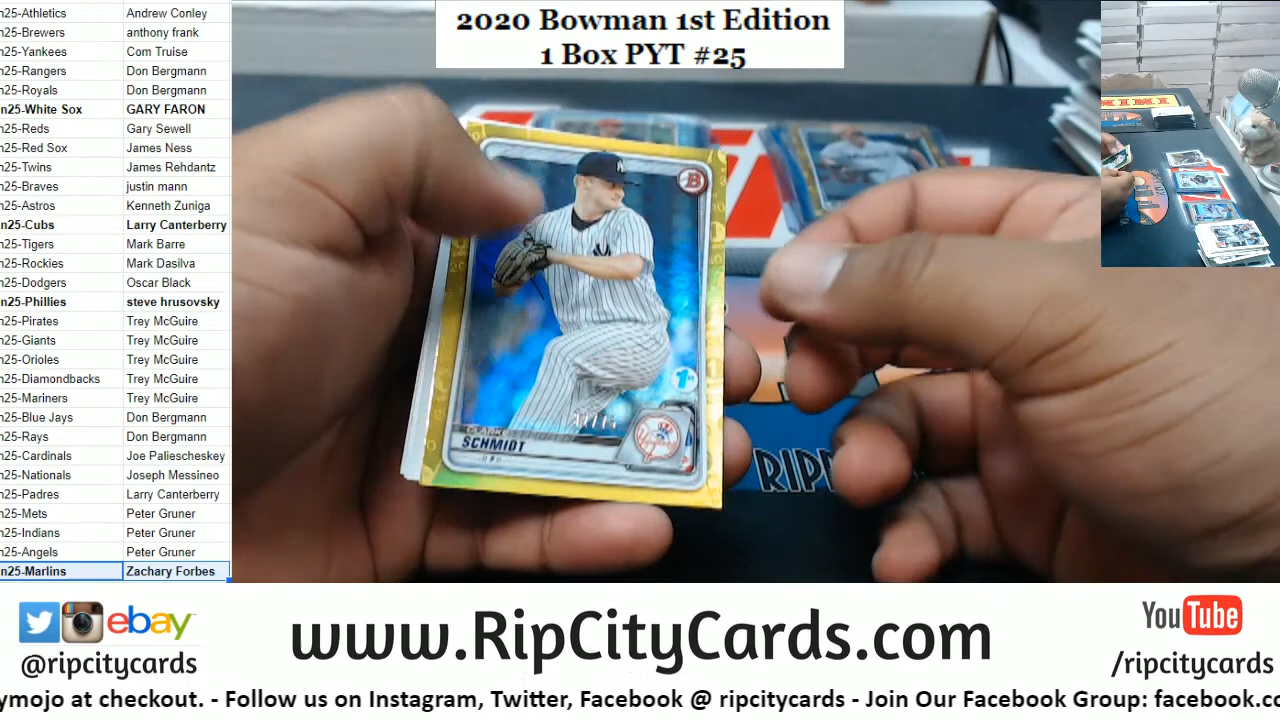 2020 Bowman 1st Edition
1 Box PYT #25
n25-Athletics Andrew Conley
n25-Brewers anthony frank
n25-Yankees Com Truise
n25-Rangers Don Bergmann
n25-Royals Don Bergmann
n25-White Sox GARY FARON
n25-Reds Gary Sewell
n25-Red Sox James Ness
n25-Twins James Rehdantz
n25-Braves justin mann
n25-Astros Kenneth Zuniga
n25-Cubs Larry Canterberry
n25-Tigers Mark Barre
n25-Rockies Mark Dasilva
n25-Dodgers Oscar Black
n25-Phillies steve hrusovsky
n25-Pirates Trey McGuire
n25-Giants Trey McGuire
n25-Orioles Trey McGuire
n25-Diamondbacks Trey McGuire
n25-Mariners Trey McGuire
n25-Blue Jays Don Bergmann
n25-Rays Don Bergmann
n25-Cardinals Joe Paliescheskey
n25-Nationals Joseph Messineo
n25-Padres Larry Canterberry
n25-Mets Peter Gruner
n25-Indians Peter Gruner
n25-Angels Peter Gruner
n25-Marlins Zachary Forbes
B
1st
CLARKE
SCHMIDT
RIP
ebay
@ripcitycards
www.RipCityCards.com
YouTube
/ripcitycards
ymojo at checkout. - Follow us on Instagram, Twitter, Facebook @ ripcitycards - Join Our Facebook Group: facebook.co